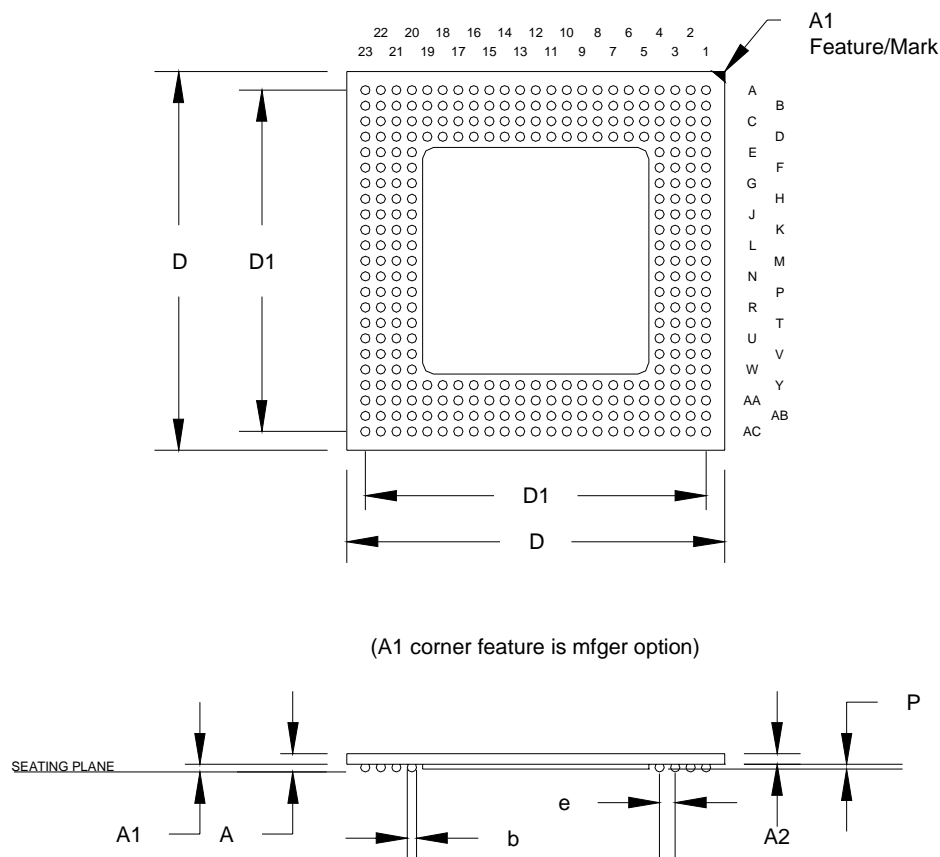 22 20 18 16 14 12 10 8 6 4 2
23 21 19 17 15 13 11 9 7 5 3 1
A1
Feature/Mark
A
B
C
D
E
F
G
H
J
K
L
M
N
P
R
T
U
V
W
Y
AA
AB
AC
D
D1
D1
D
(A1 corner feature is mfger option)
P
SEATING PLANE
e
A1
A
b
A2